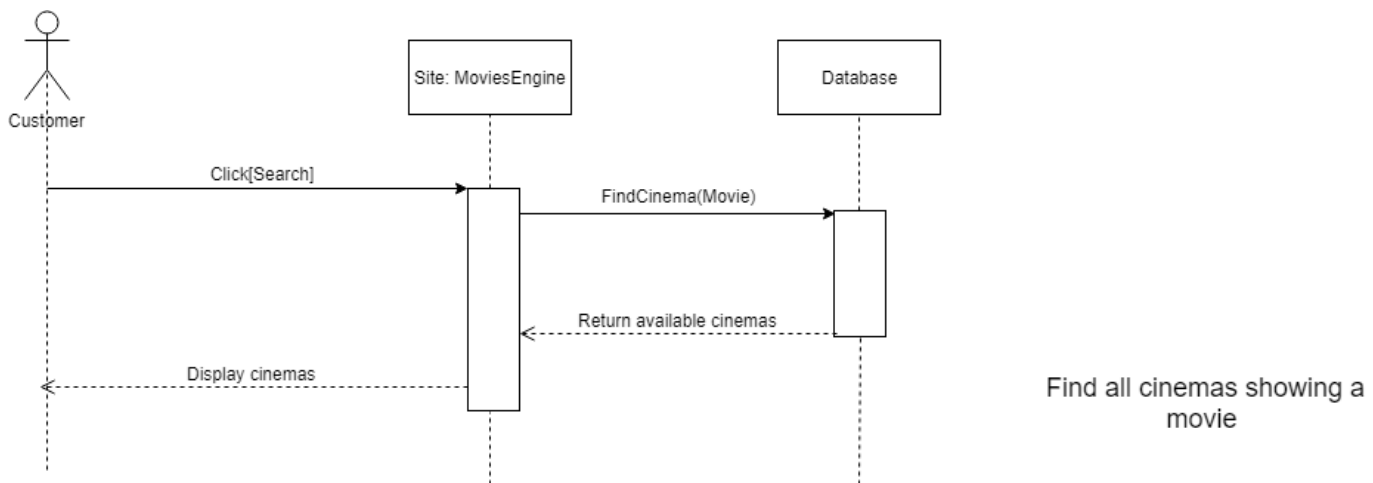 Customer
Site: MoviesEngine
Database
Click[Search]
FindCinema(Movie)
Return available cinemas
Display cinemas
Find all cinemas showing a
movie